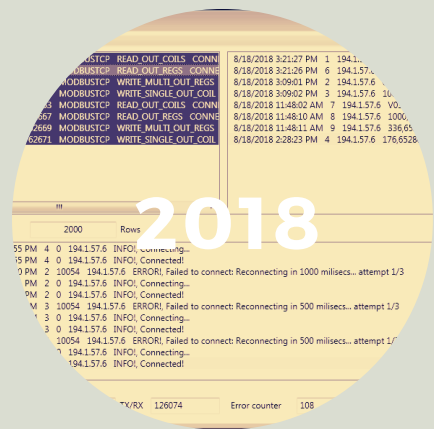 READ_OUT_COILS CONNE
MODBUSTCP READ_OUT_REGS CONNE
MODBUSTCP WRITE_MULTI_OUT_REGS
MODBUSTCP WRITE_SINGLE_OUT_COIL
MODBUSTCP READ_OUT_COILS CONNE
MODBUSTCP READ_OUT_REGS CONNE
MODBUSTCP WRITE_MULTI_OUT_REGS
62671 MODBUSTCP WRITE_SINGLE_OUT_COIL
8/18/2018 3:21:27 PM 1
8/18/2018 3:21:26 PM 6 194.1.57.6
8/18/2018 3:09:01 PM 2 194.1.57.6
8/18/2018 3:09:02 PM 3 194.1.57.6
8/18/2018 11:48:02 AM 7 194.1.57.6
8/18/2018 11:48:10 AM 8 194.1.57.6 1000,
8/18/2018 11:48:11 AM 9 194.1.57.6 336,65
8/18/2018 2:28:23 PM 4 194.1.57.6 176,6528
!!!
2018
2000 Rows
55 PM 4 0 194.1.57.6 INFO!, Connecting...
PM 4 0 194.1.57.6 INFO!, Connected!
PM 2 10054 194.1.57.6 ERROR!, Failed to connect: Reconnecting in 1000 milisecs... attempt 1/3
PM 2 0 194.1.57.6 INFO!, Connecting...
PM 2 0 194.1.57.6 INFO!, Connected!
3 10054 194.1.57.6 ERROR!, Failed to connect: Reconnecting in 500 milisecs... attempt 1/3
3 0 194.1.57.6 INFO!, Connecting...
3 0 194.1.57.6 INFO!, Connected!
10054 194.1.57.6 ERROR!, Failed to connect: Reconnecting in 500 milisecs... attempt 1/
0 194.1.57.6 INFO!, Connecting...
194.1.57.6 INFO!, Connected!
TX/RX 126074 Error counter 108